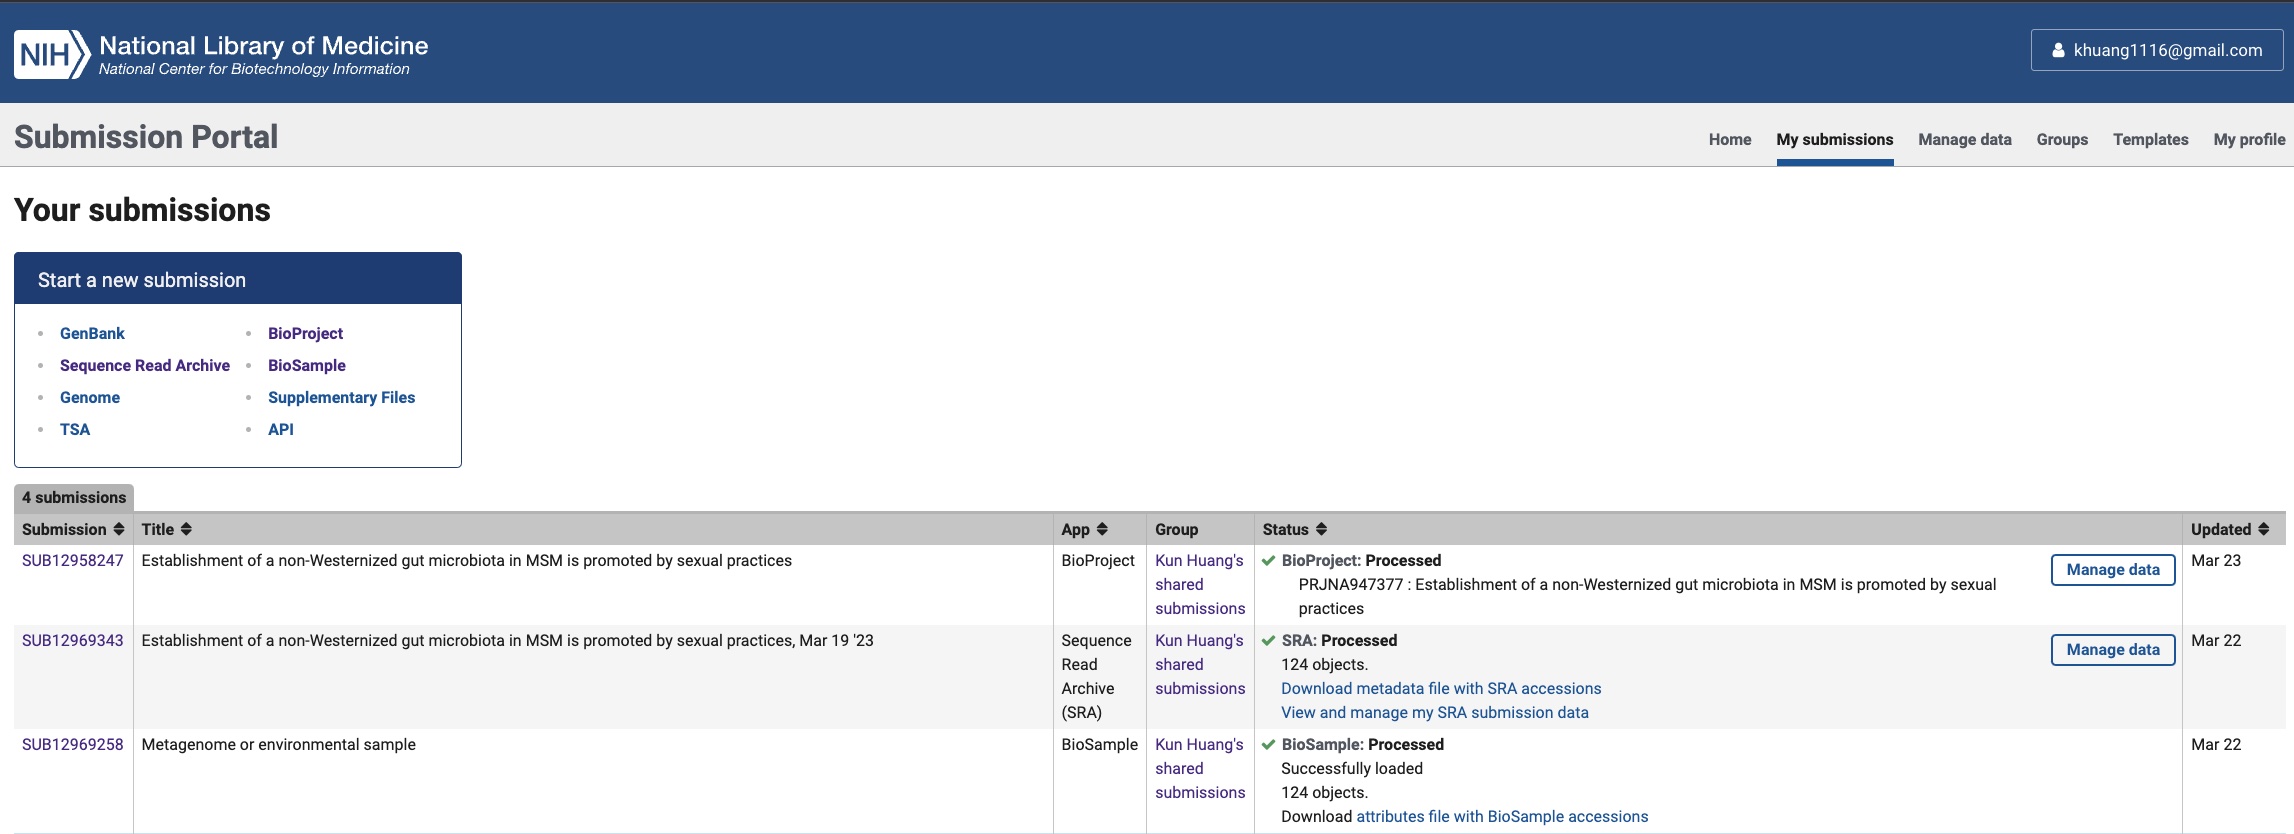 NIH National Library of Medicine
National Center for Biotechnology Information
khuang1116@gmail.com
Submission Portal
Home My submissions Manage data Groups Templates My profile
Your submissions
Start a new submission
GenBank BioProject
Sequence Read Archive BioSample
Genome Supplementary Files
TSA API
4 submissions
Submission Title App Group Status Updated
SUB12958247 Establishment of a non-Westernized gut microbiota in MSM is promoted by sexual practices BioProject Kun Huang's BioProject: Processed Manage data Mar 23
shared PRJNA947377 : Establishment of a non-Westernized gut microbiota in MSM is promoted by sexual
submissions practices
SUB12969343 Establishment of a non-Westernized gut microbiota in MSM is promoted by sexual practices, Mar 19 '23 Sequence Kun Huang's SRA: Processed Manage data Mar 22
Read shared 124 objects.
Archive submissions Download metadata file with SRA accessions
(SRA) View and manage my SRA submission data
SUB12969258 Metagenome or environmental sample BioSample Kun Huang's BioSample: Processed Mar 22
shared Successfully loaded
submissions 124 objects.
Download attributes file with BioSample accessions